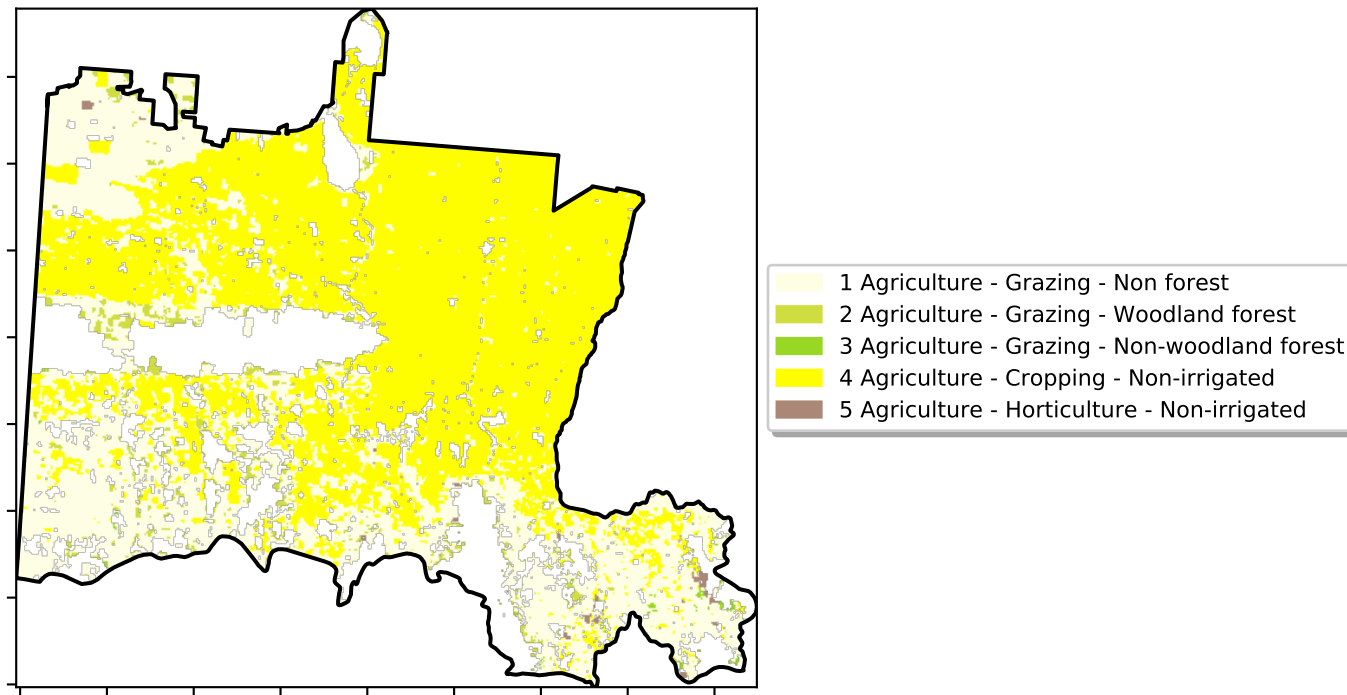 1 Agriculture - Grazing - Non forest
2 Agriculture - Grazing - Woodland forest
3 Agriculture - Grazing - Non-woodland forest
4 Agriculture - Cropping - Non-irrigated
5 Agriculture - Horticulture - Non-irrigated